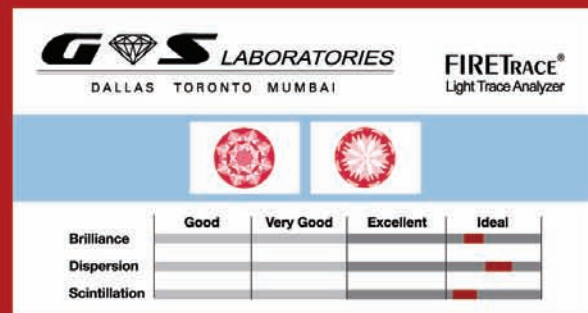 G S LABORATORIES
DALLAS TORONTO MUMBAI
FIRETRACE®
Light Trace Analyzer
Good Very Good Excellent Ideal
Brilliance
Dispersion
Scintillation